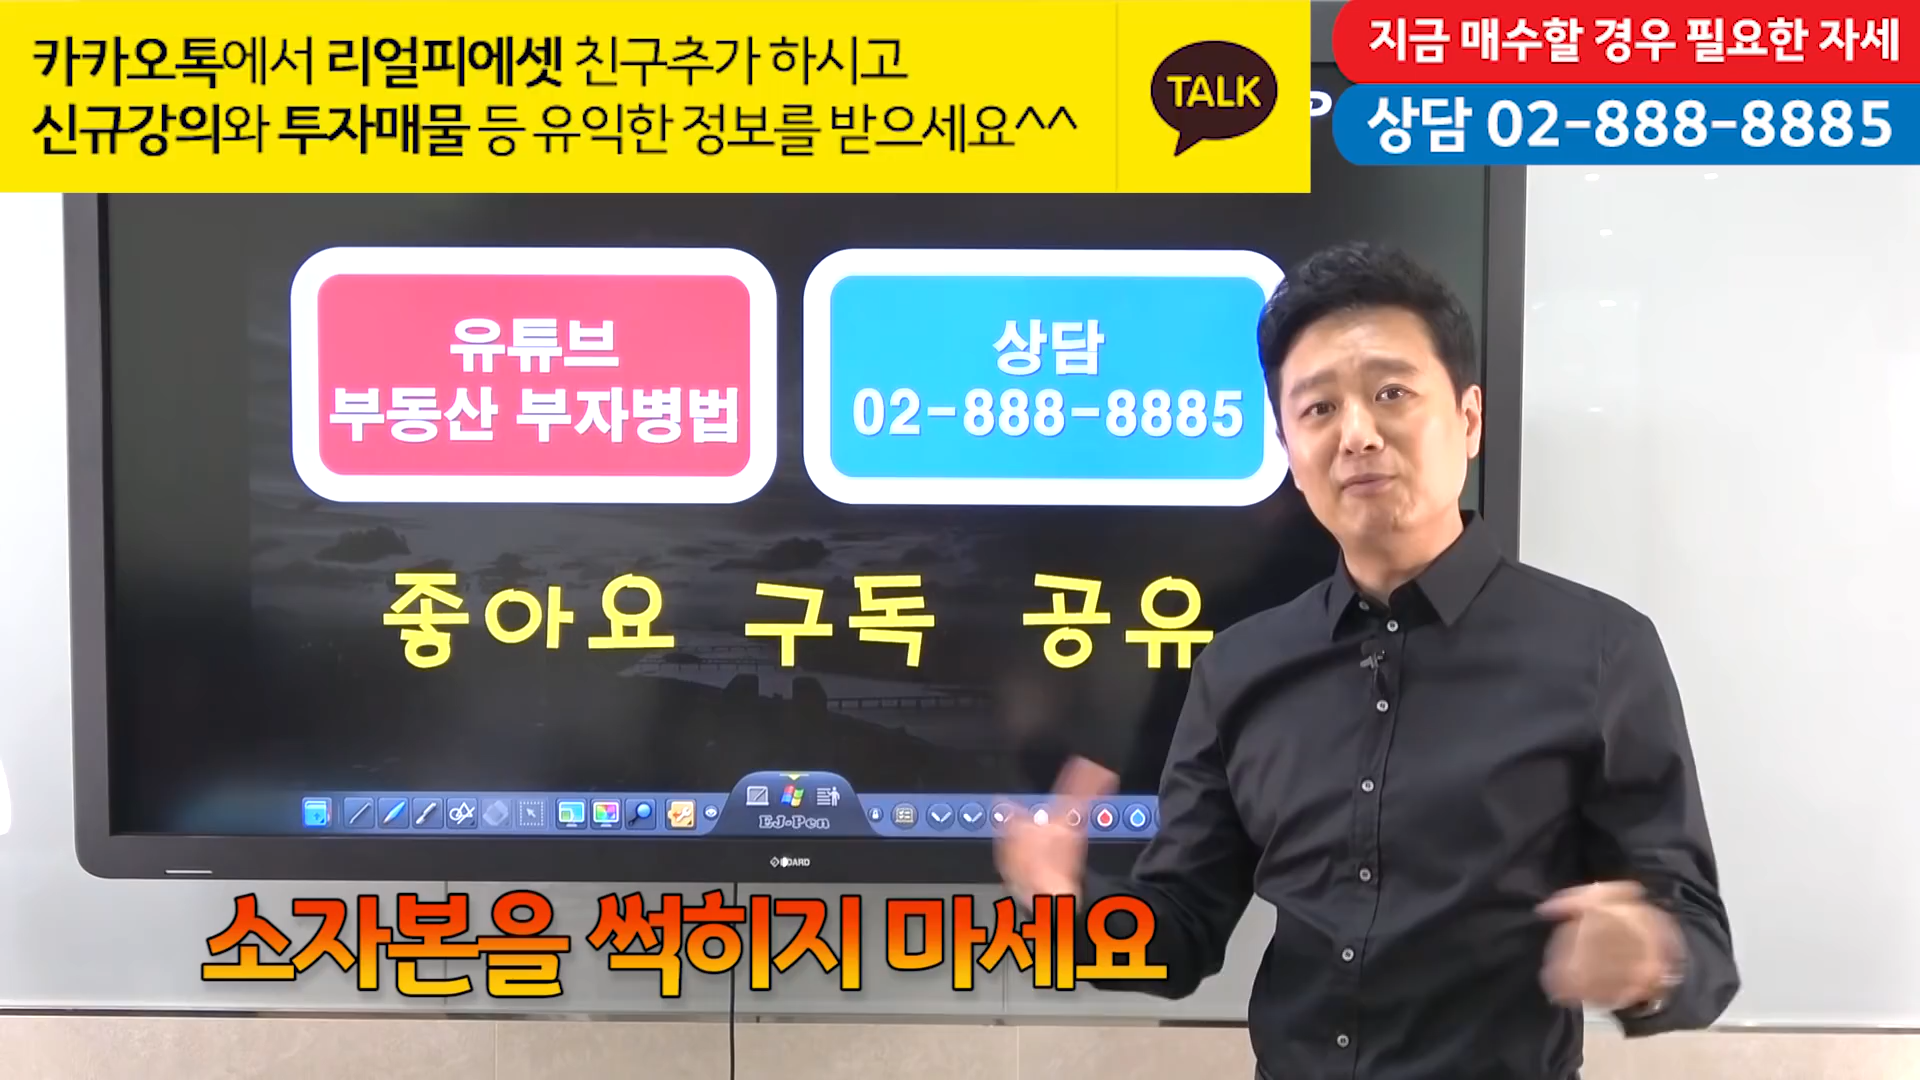 카카오톡에서 리얼피에셋 친구추가 하시고
신규강의와 투자매물 등 유익한 정보를 받으세요^^
TALK
지금 매수할 경우 필요한 자세
상담 02-888-8885
P
유튜브
부동산 부자병법
상담
02-888-8885
좋아요 구독 공유
EJ-Pen
소자본을 썩히지 마세요